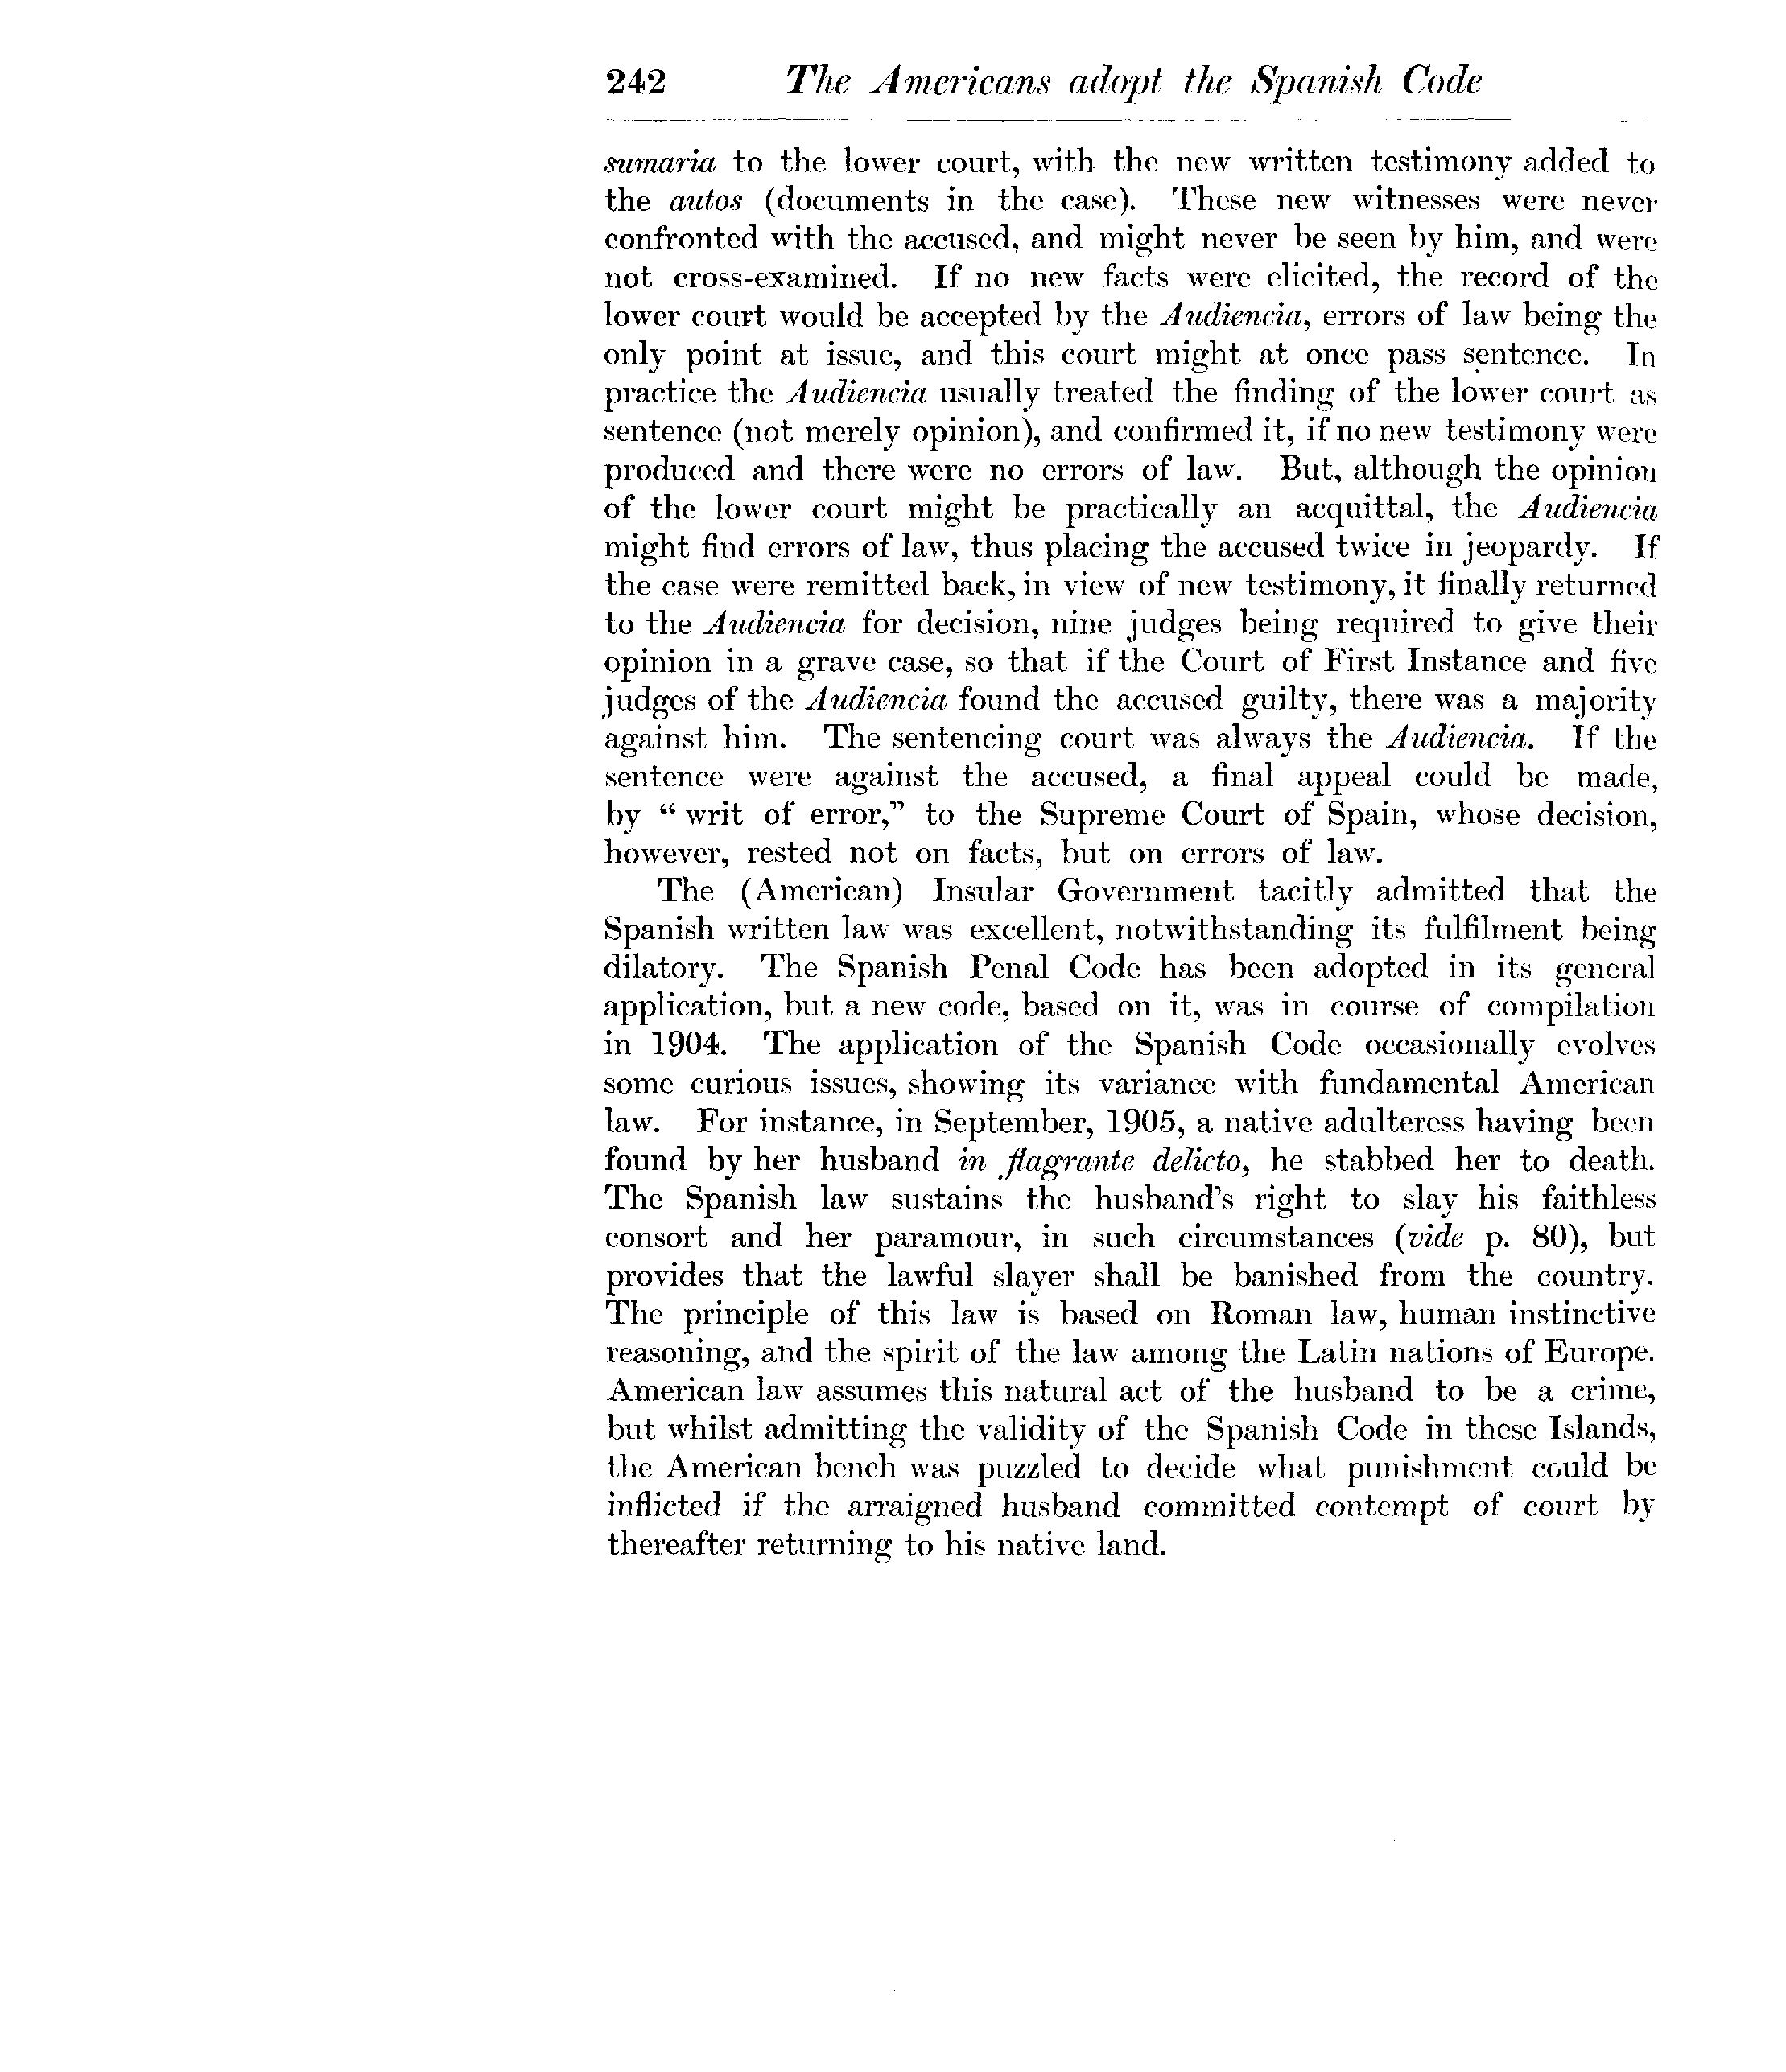 242 The Americans adopt the Spanish Code
sumaria to the lower court, with the new written testimony added to
the autos (documents in the case). These new witnesses were never
confronted with the accused, and might never be seen by him, and were
not cross-examined. If no new facts were elicited, the record of the
lower court would be accepted by the Audiencia, errors of law being the
only point at issue, and this court might at once pass sentence. In
practice the Audiencia usually treated the finding of the lower court as
sentence (not merely opinion), and confirmed it, if no new testimony were
produced and there were no errors of law. But, although the opinion
of the lower court might be practically an acquittal, the Audiencia
might find errors of law, thus placing the accused twice in jeopardy. If
the case were remitted back, in view of new testimony, it finally returned
to the Audiencia for decision, nine judges being required to give their
opinion in a grave case, so that if the Court of First Instance and five
judges of the Audiencia found the accused guilty, there was a majority
against him. The sentencing court was always the Audiencia. If the
sentence were against the accused, a final appeal could be made,
by “ writ of error,” to the Supreme Court of Spain, whose decision,
however, rested not on facts, but on errors of law.
The (American) Insular Government tacitly admitted that the
Spanish written law was excellent, notwithstanding its fulfilment being
dilatory. The Spanish Penal Code has been adopted in its general
application, but a new code, based on it, was in course of compilation
in 1904. The application of the Spanish Code occasionally evolves
some curious issues, showing its variance with fundamental American
law. For instance, in September, 1905, a native adulteress having been
found by her husband in flagrante delicto, he stabbed her to death.
The Spanish law sustains the husband's right to slay his faithless
consort and her paramour, in such circumstances (vide p. 80), but
provides that the lawful slayer shall be banished from the country.
The principle of this law is based on Roman law, human instinctive
reasoning, and the spirit of the law among the Latin nations of Europe.
American law assumes this natural act of the husband to be a crime,
but whilst admitting the validity of the Spanish Code in these Islands,
the American bench was puzzled to decide what punishment could be
inflicted if the arraigned husband committed contempt of court by
thereafter returning to his native land.